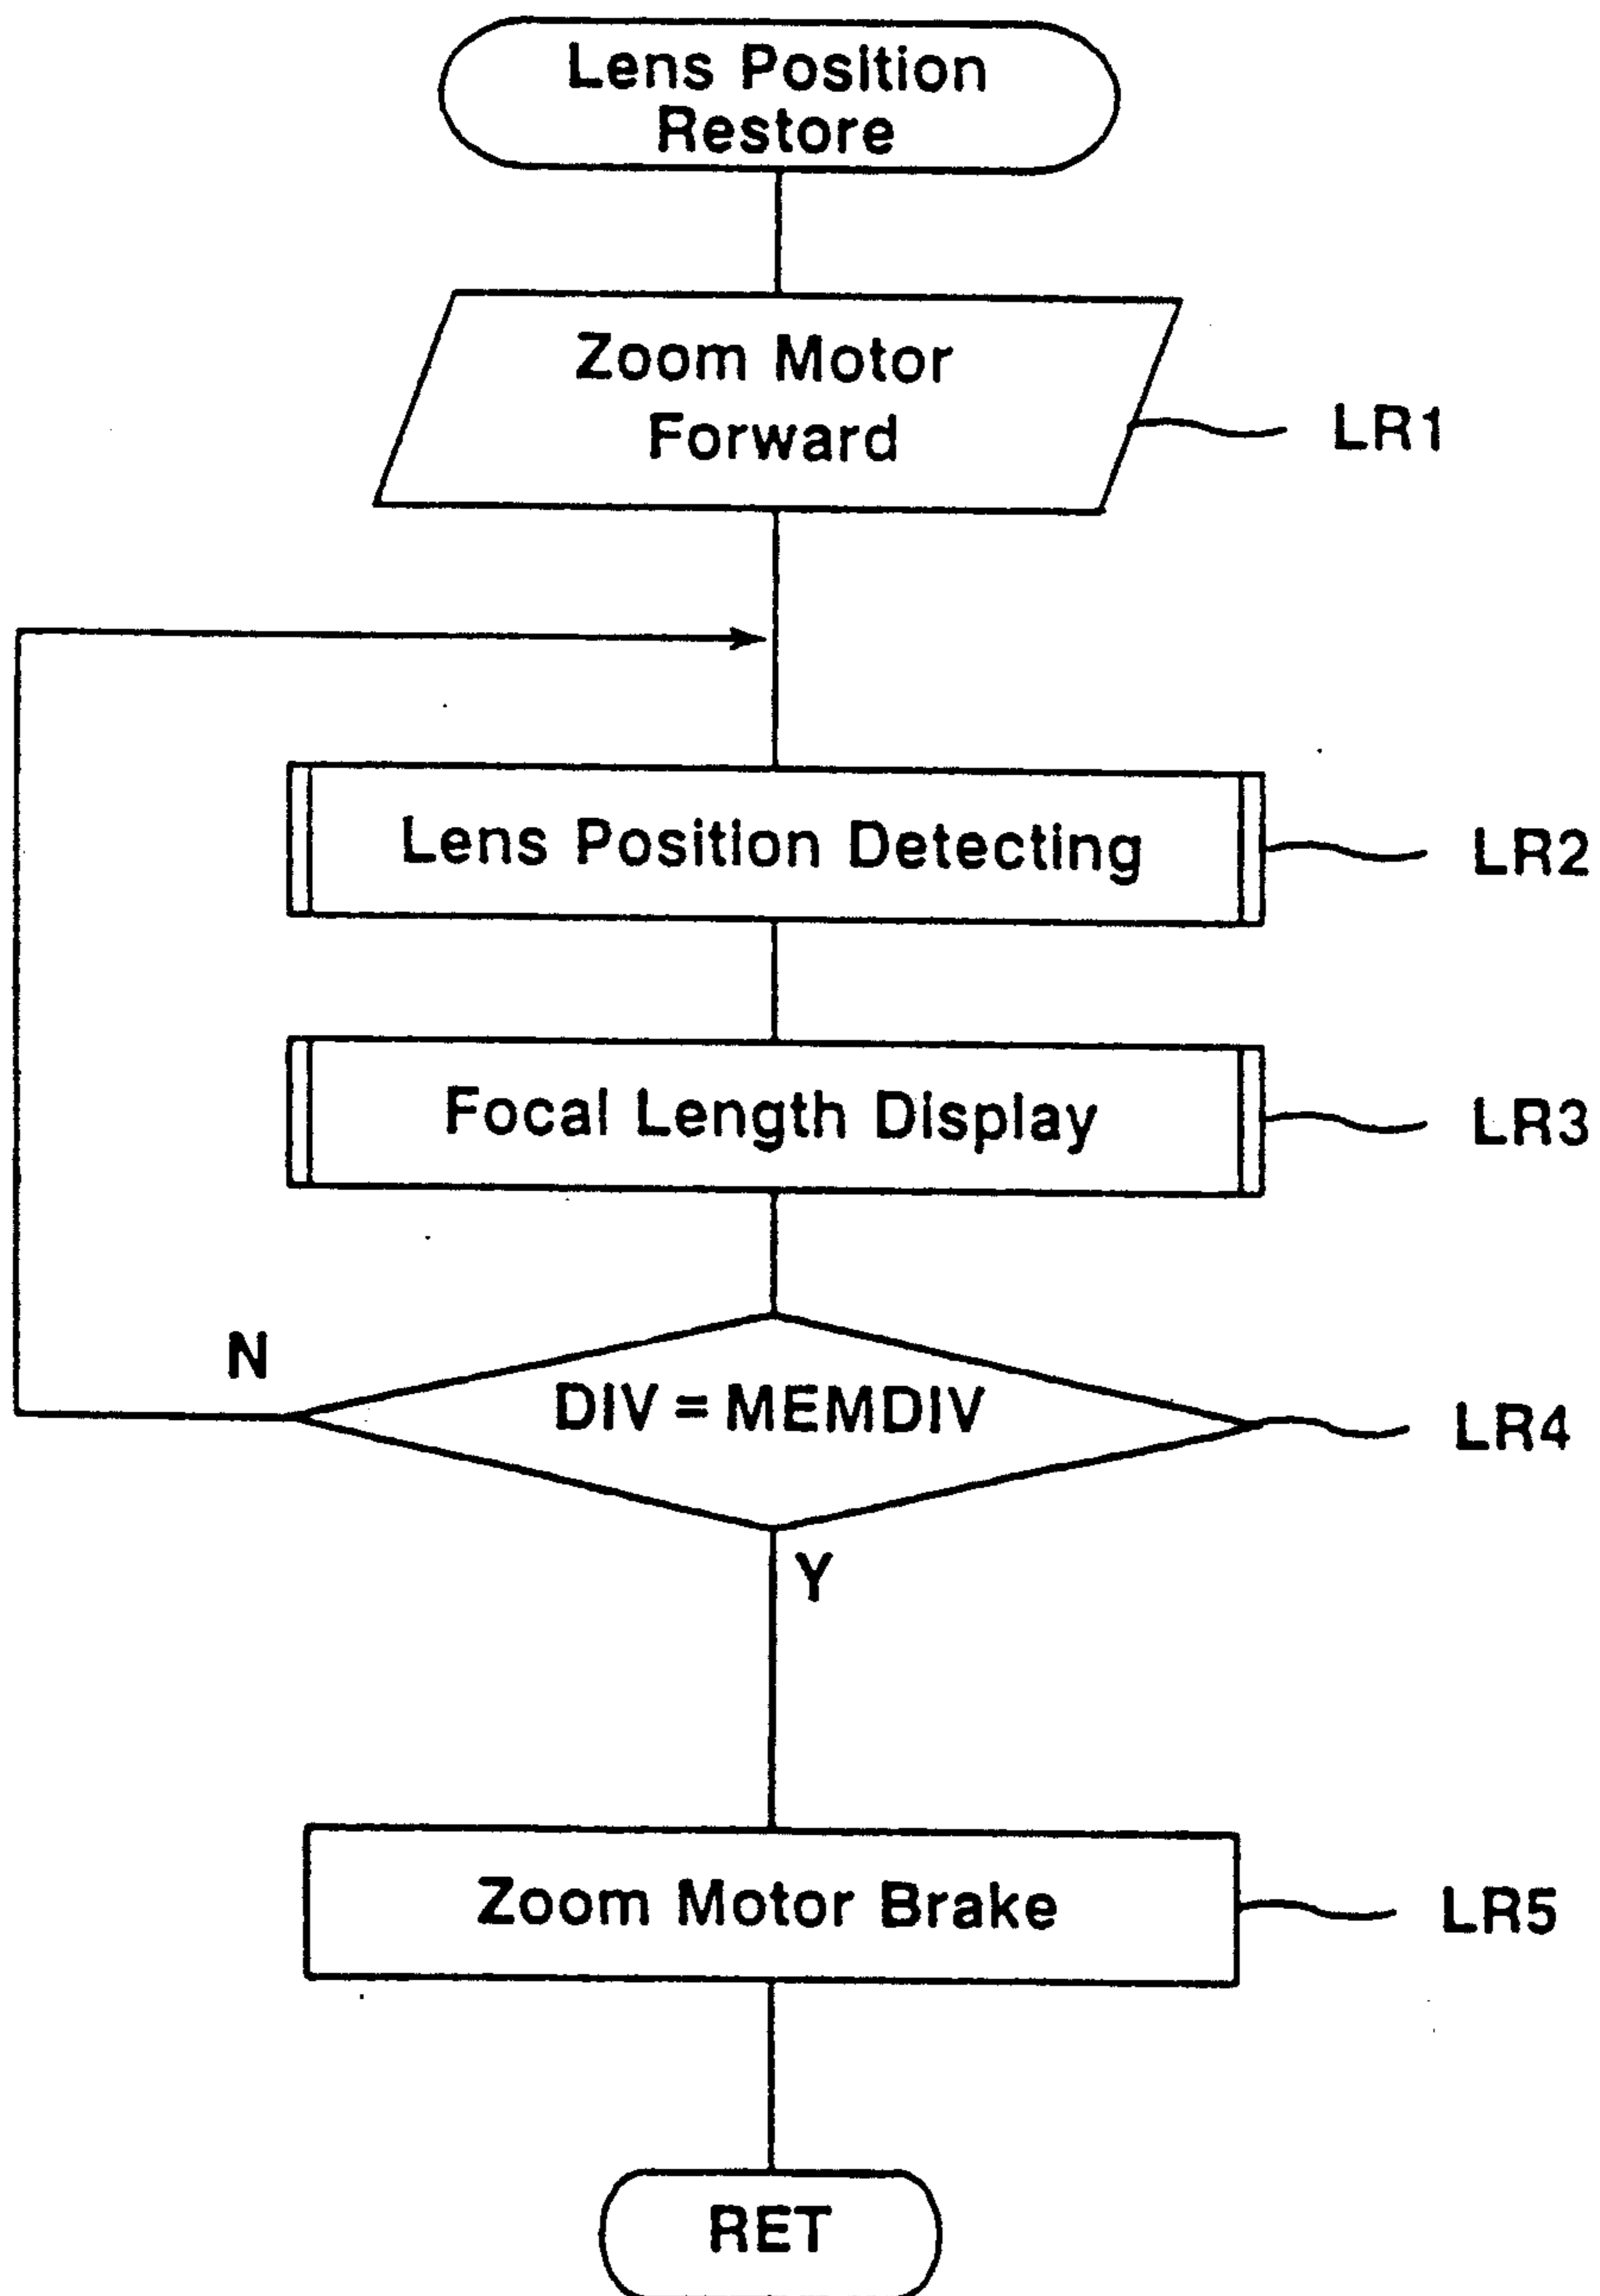 Lens Position
Restore
Zoom Motor
Forward
LR1
Lens Position Detecting
LR2
Focal Length Display
LR3
N
DIV = MEMDIV
LR4
Y
Zoom Motor Brake
LR5
RET